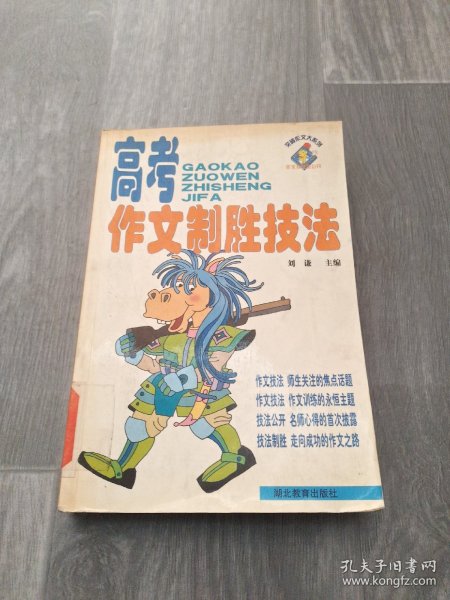 高考
GAOKAO
ZUOWEN
ZHISHENG
JIFA
作文制胜技法
刘谦 主编
作文技法 师生关注的焦点话题
作文技法 作文训练的永恒主题
技法公开 名师心得的首次披露
技法制胜 走向成功的作文之路
湖北教育出版社
孔夫子旧书网
www.kongfz.com